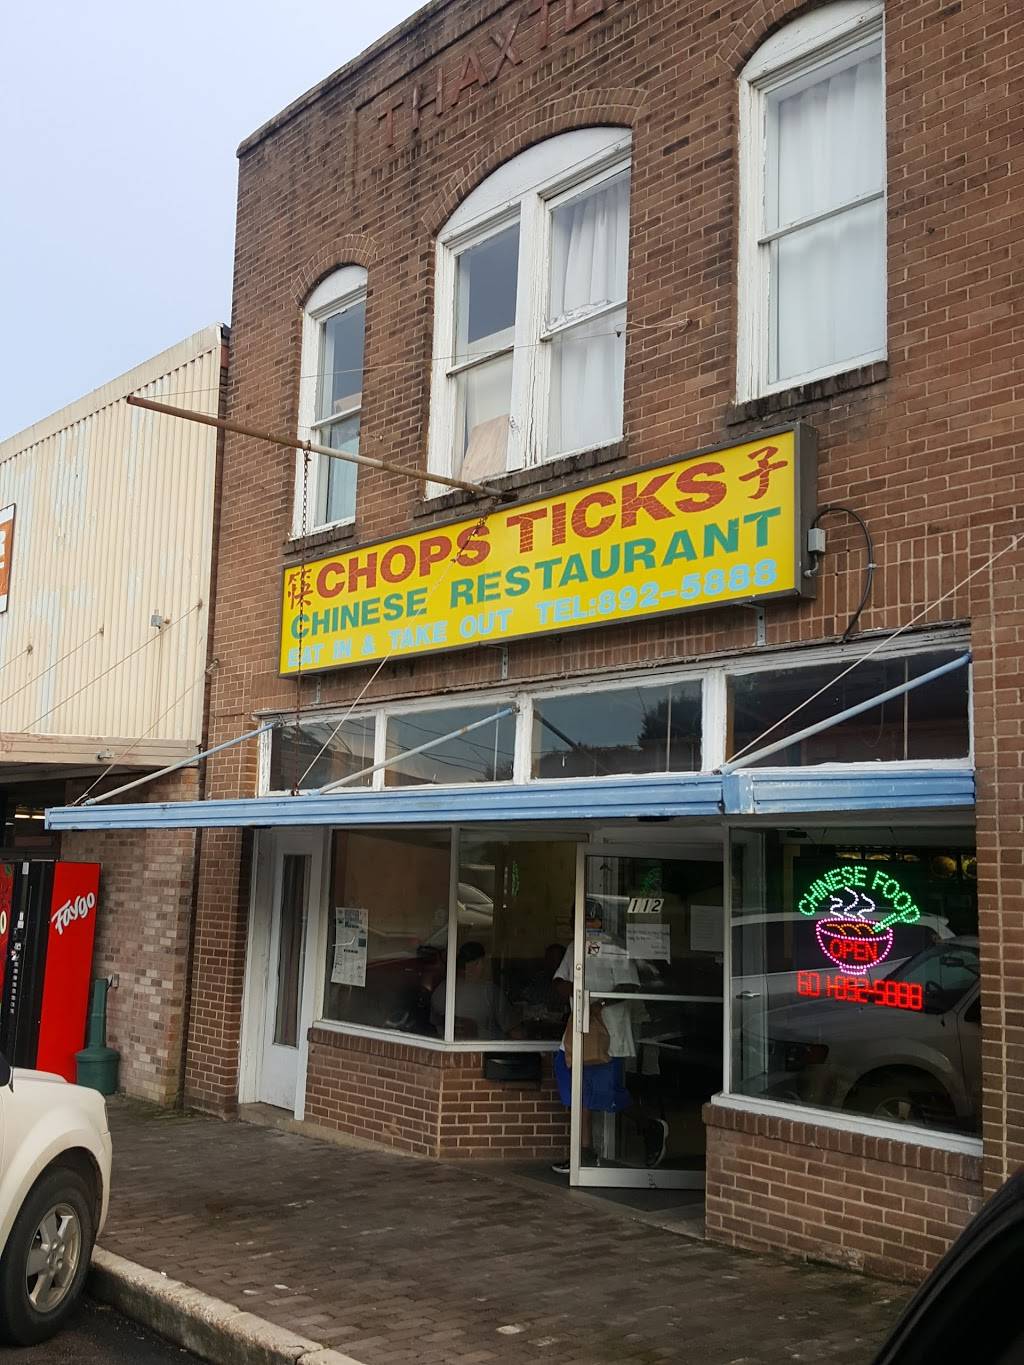 THAXT
筷 CHOPS TICKS 子
CHINESE RESTAURANT
EAT IN & TAKE OUT TEL:892-5888
112
CHINESE FOOD
OPEN
601-892-5888
Faygo